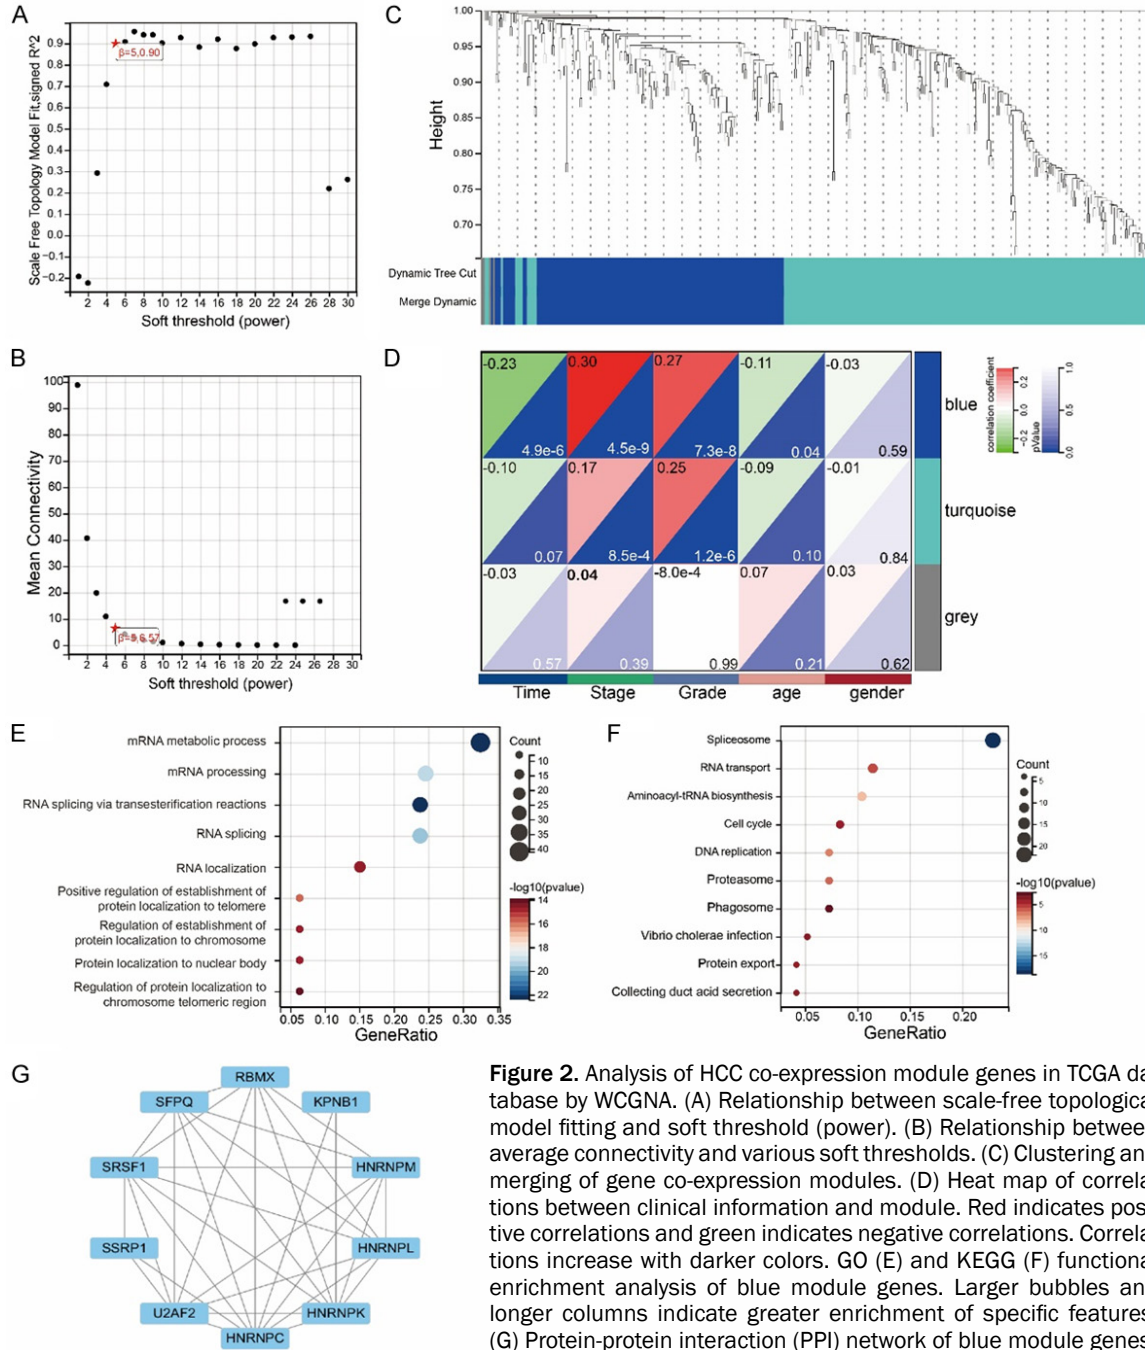 A
Scale Free Topology Model Fit,signed R^2
0.9
0.8
0.7
0.6
0.5
0.4
0.3
0.2
0.1
0.0
-0.1
-0.2
β=5,0.90
2 4 6 8 10 12 14 16 18 20 22 24 26 28 30
Soft threshold (power)
B
Mean Connectivity
100
90
80
70
60
50
40
30
20
10
0
2 4 6 8 10 12 14 16 18 20 22 24 26 28 30
Soft threshold (power)
C
Height
1.00
0.95
0.90
0.85
0.80
0.75
0.70
Dynamic Tree Cut
Merge Dynamic
D
-0.23 0.30 0.27 -0.11 -0.03
4.9e-6 4.5e-9 7.3e-8 0.04 0.59
blue
-0.10 0.17 0.25 -0.09 -0.01
0.07 8.5e-4 1.2e-6 0.10 0.84
turquoise
-0.03 0.04 -8.0e-4 0.07 0.03
0.57 0.39 0.99 0.21 0.62
grey
Time Stage Grade age gender
correlation coefficient
0.2
0.0
-0.2
pValue
1.0
0.5
0.0
E
mRNA metabolic process
mRNA processing
RNA splicing via transesterification reactions
RNA splicing
RNA localization
Positive regulation of establishment of
protein localization to telomere
Regulation of establishment of
protein localization to chromosome
Protein localization to nuclear body
Regulation of protein localization to
chromosome telomeric region
0.05 0.10 0.15 0.20 0.25 0.30 0.35
GeneRatio
Count
10
15
20
25
30
35
40
-log10(pvalue)
14
16
18
20
22
F
Spliceosome
RNA transport
Aminoacyl-tRNA biosynthesis
Cell cycle
DNA replication
Proteasome
Phagosome
Vibrio cholerae infection
Protein export
Collecting duct acid secretion
0.05 0.10 0.15 0.20
GeneRatio
Count
5
10
15
20
-log10(pvalue)
5
10
15
G
RBMX
SFPQ
KPNB1
SRSF1
HNRNPM
SSRP1
HNRNPL
U2AF2
HNRNPK
HNRNPC
Figure 2. Analysis of HCC co-expression module genes in TCGA da-
tabase by WCGNA. (A) Relationship between scale-free topologica
model fitting and soft threshold (power). (B) Relationship betwee
average connectivity and various soft thresholds. (C) Clustering an
merging of gene co-expression modules. (D) Heat map of correla
tions between clinical information and module. Red indicates pos
tive correlations and green indicates negative correlations. Correla
tions increase with darker colors. GO (E) and KEGG (F) functiona
enrichment analysis of blue module genes. Larger bubbles an
longer columns indicate greater enrichment of specific features
(G) Protein-protein interaction (PPI) network of blue module genes